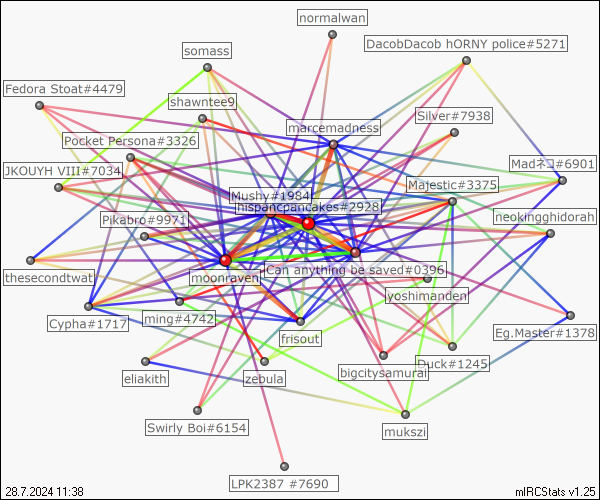 normalwan
DacobDacob hORNY police#5271
somass
Fedora Stoat#4479
shawntee9
Silver#7938
marcemadness
Pocket Persona#3326
Madネコ#6901
JKOUYH VIII#7034
Majestic#3375
Mushy#1984
hispancpancakes#2928
Pikabro#9971
neokingghidorah
thesecondtwat
moonraven
Can anything be saved#0396
yoshimanden
Cypha#1717
ming#4742
frisout
Eg.Master#1378
eliakith
zebula
bigcitysamurai
Duck#1245
Swirly Boi#6154
mukszi
LPK2387 #7690
28.7.2024 11:38
mIRCStats v1.25